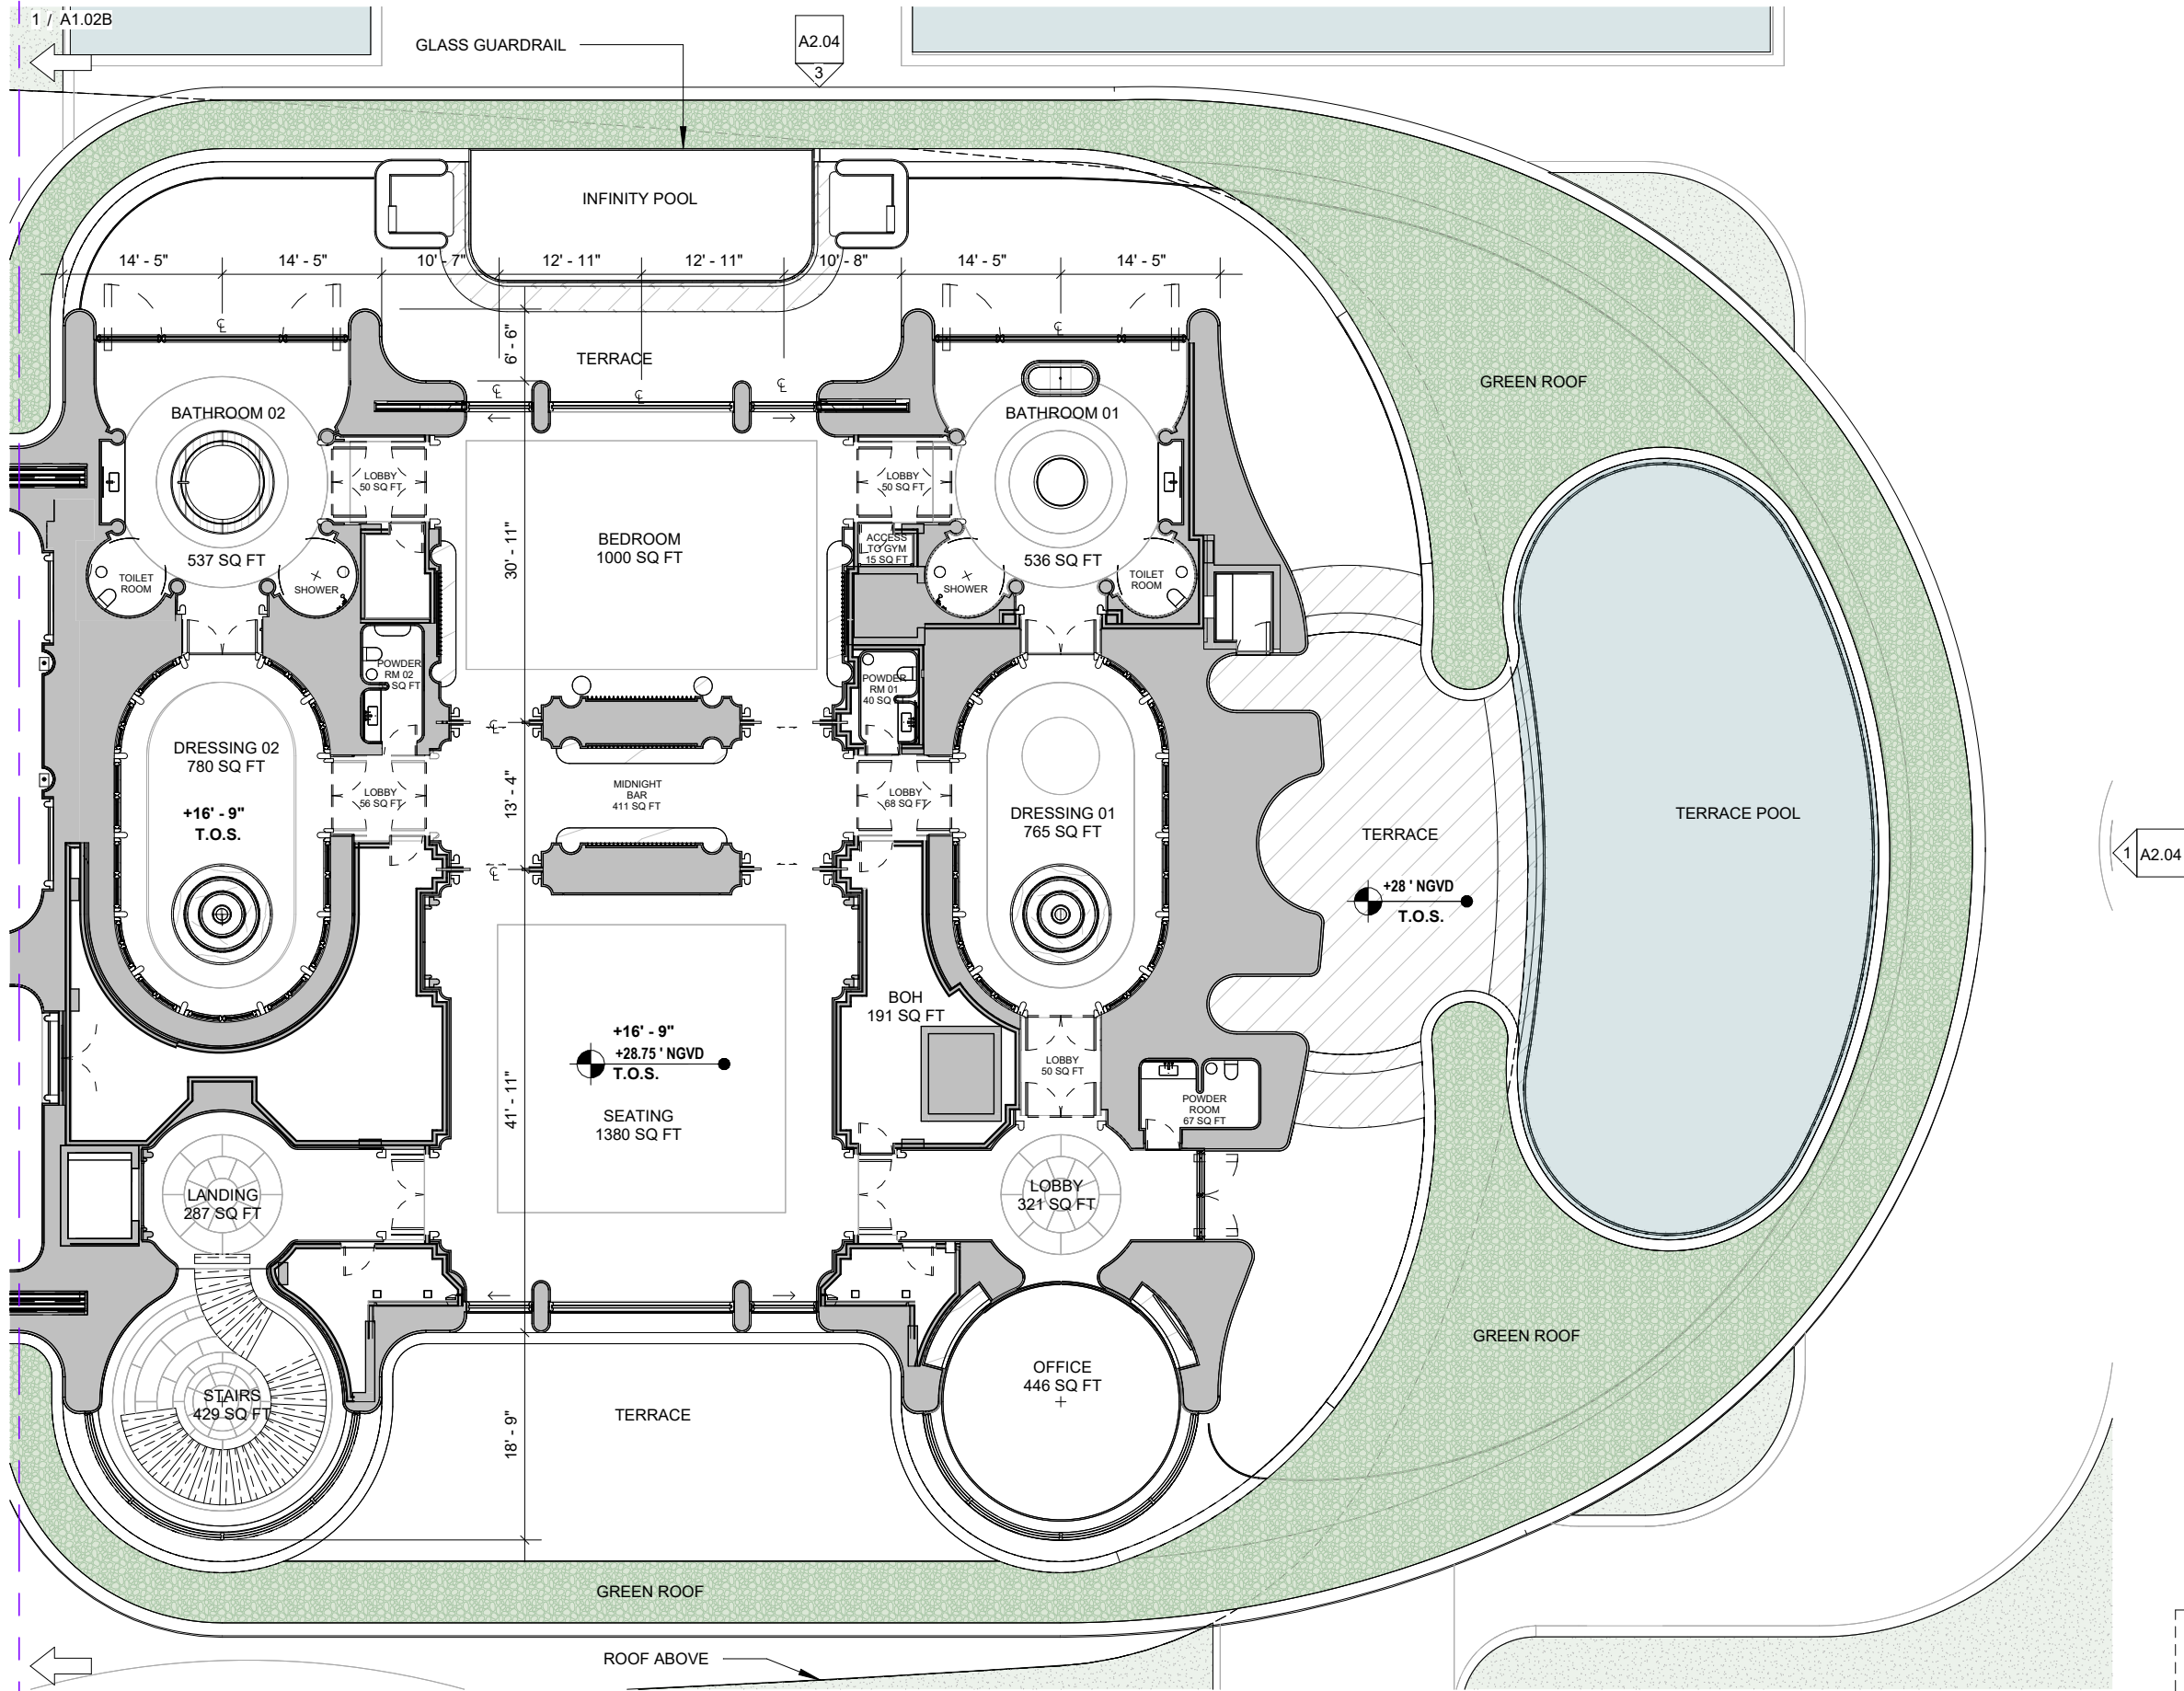 1 / A1.02B
GLASS GUARDRAIL
A2.04
3
INFINITY POOL
14' - 5"
14' - 5"
10' - 7"
12' - 11"
12' - 11"
10' - 8"
14' - 5"
14' - 5"
6' - 6"
TERRACE
GREEN ROOF
BATHROOM 02
BATHROOM 01
LOBBY
50 SQ FT
LOBBY
50 SQ FT
30' - 11"
BEDROOM
1000 SQ FT
ACCESS
TO GYM
15 SQ FT
537 SQ FT
536 SQ FT
TOILET
ROOM
SHOWER
SHOWER
TOILET
ROOM
POWDER
RM 02
SQ FT
POWDER
RM 01
40 SQ
DRESSING 02
780 SQ FT
+16' - 9"
T.O.S.
LOBBY
56 SQ FT
13' - 4"
MIDNIGHT
BAR
411 SQ FT
LOBBY
68 SQ FT
DRESSING 01
765 SQ FT
TERRACE
TERRACE POOL
1
A2.04
+28 ' NGVD
T.O.S.
BOH
191 SQ FT
+16' - 9"
+28.75 ' NGVD
T.O.S.
41' - 11"
LOBBY
50 SQ FT
SEATING
1380 SQ FT
POWDER
ROOM
67 SQ FT
LANDING
287 SQ FT
LOBBY
321 SQ FT
GREEN ROOF
OFFICE
446 SQ FT
STAIRS
429 SQ FT
18' - 9"
TERRACE
GREEN ROOF
ROOF ABOVE